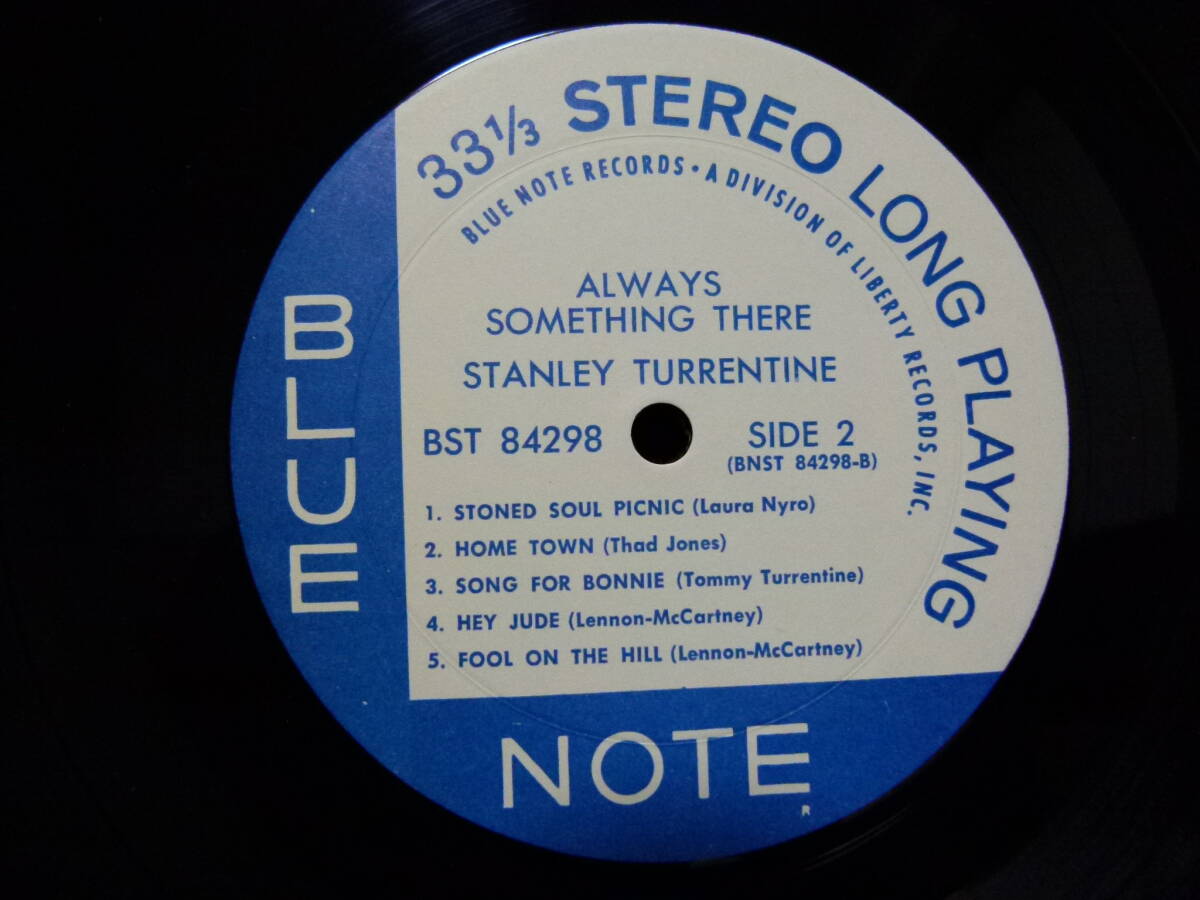 33⅓ STEREO LONG PLAYING
BLUE NOTE RECORDS • A DIVISION OF LIBERTY RECORDS, INC.
ALWAYS
SOMETHING THERE
STANLEY TURRENTINE
BST 84298
SIDE 2
(BNST 84298-B)
1. STONED SOUL PICNIC (Laura Nyro)
2. HOME TOWN (Thad Jones)
3. SONG FOR BONNIE (Tommy Turrentine)
4. HEY JUDE (Lennon-McCartney)
5. FOOL ON THE HILL (Lennon-McCartney)
BLUE
NOTE
R